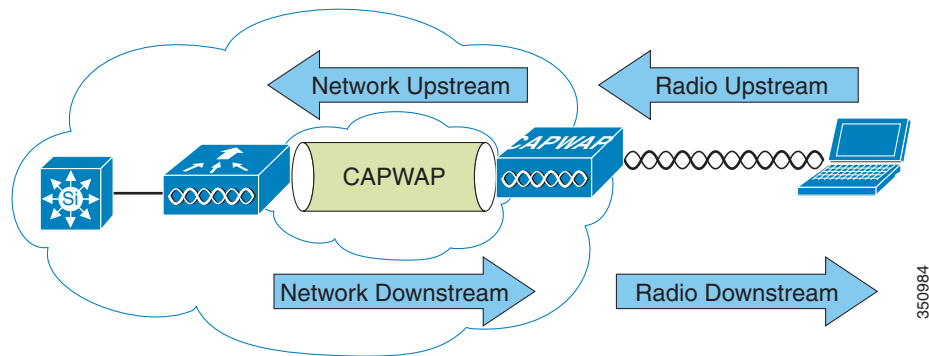 Network Upstream
Radio Upstream
CAPWAP
Si
CAPWAP
Network Downstream
Radio Downstream
350984